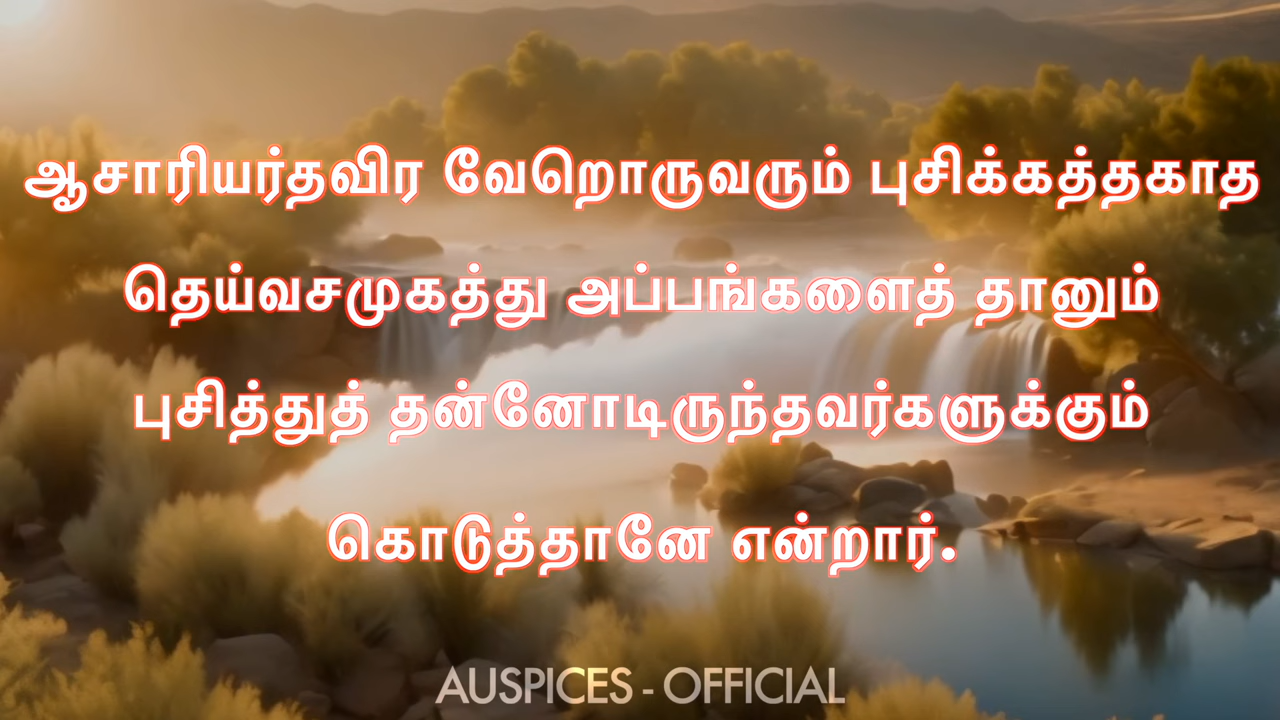 ஆசாரியர்தவிர வேறொருவரும் புசிக்கத்தகாத
தெய்வசமுகத்து அப்பங்களைத் தானும்
புசித்துத் தன்னோடிருந்தவர்களுக்கும்
கொடுத்தானே என்றார்.
AUSPICES - OFFICIAL